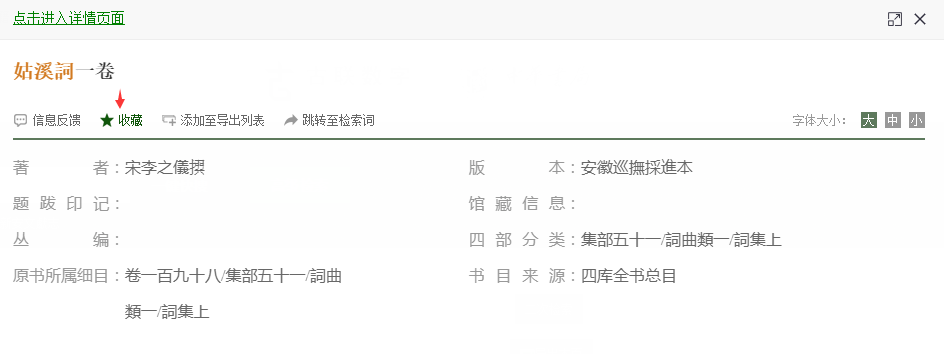 点击进入详情页面
姑溪詞一卷
信息反馈 收藏 添加至导出列表 跳转至检索词 字体大小： 大 中 小
著者：宋李之儀撰 版本：安徽巡撫採進本
题跋印记： 馆藏信息：
丛编： 四部分类：集部五十一/詞曲類一/詞集上
原书所属细目：卷一百九十八/集部五十一/詞曲 书目来源：四库全书总目
類一/詞集上